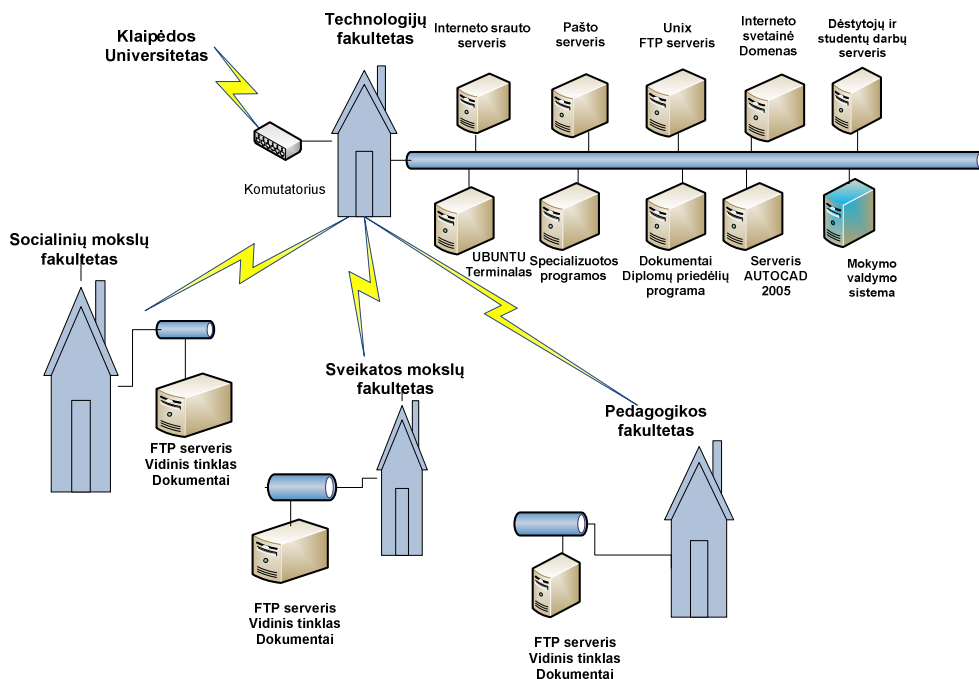 Technologijų
fakultetas
Klaipėdos
Universitetas
Interneto srauto
serveris
Pašto
serveris
Unix
FTP serveris
Interneto
svetainė
Domenas
Dėstytojų ir
studentų darbų
serveris
Komutatorius
UBUNTU
Terminalas
Specializuotos
programos
Dokumentai
Diplomų priedėlių
programa
Serveris
AUTOCAD
2005
Mokymo
valdymo
sistema
Socialinių mokslų
fakultetas
FTP serveris
Vidinis tinklas
Dokumentai
Sveikatos mokslų
fakultetas
FTP serveris
Vidinis tinklas
Dokumentai
Pedagogikos
fakultetas
FTP serveris
Vidinis tinklas
Dokumentai